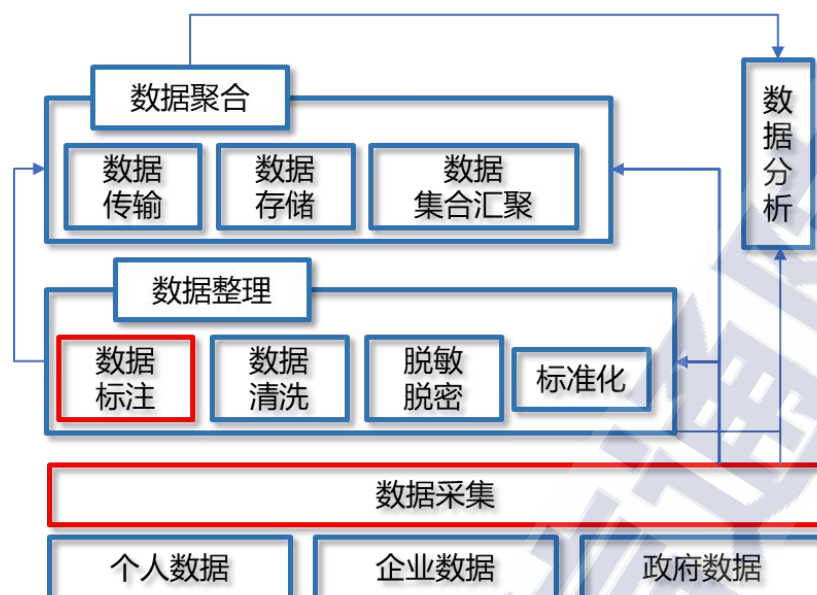 数据聚合
数据
传输
数据
存储
数据
集合汇聚
数
据
分
析
数据整理
数据
标注
数据
清洗
脱敏
脱密
标准化
数据采集
个人数据
企业数据
政府数据